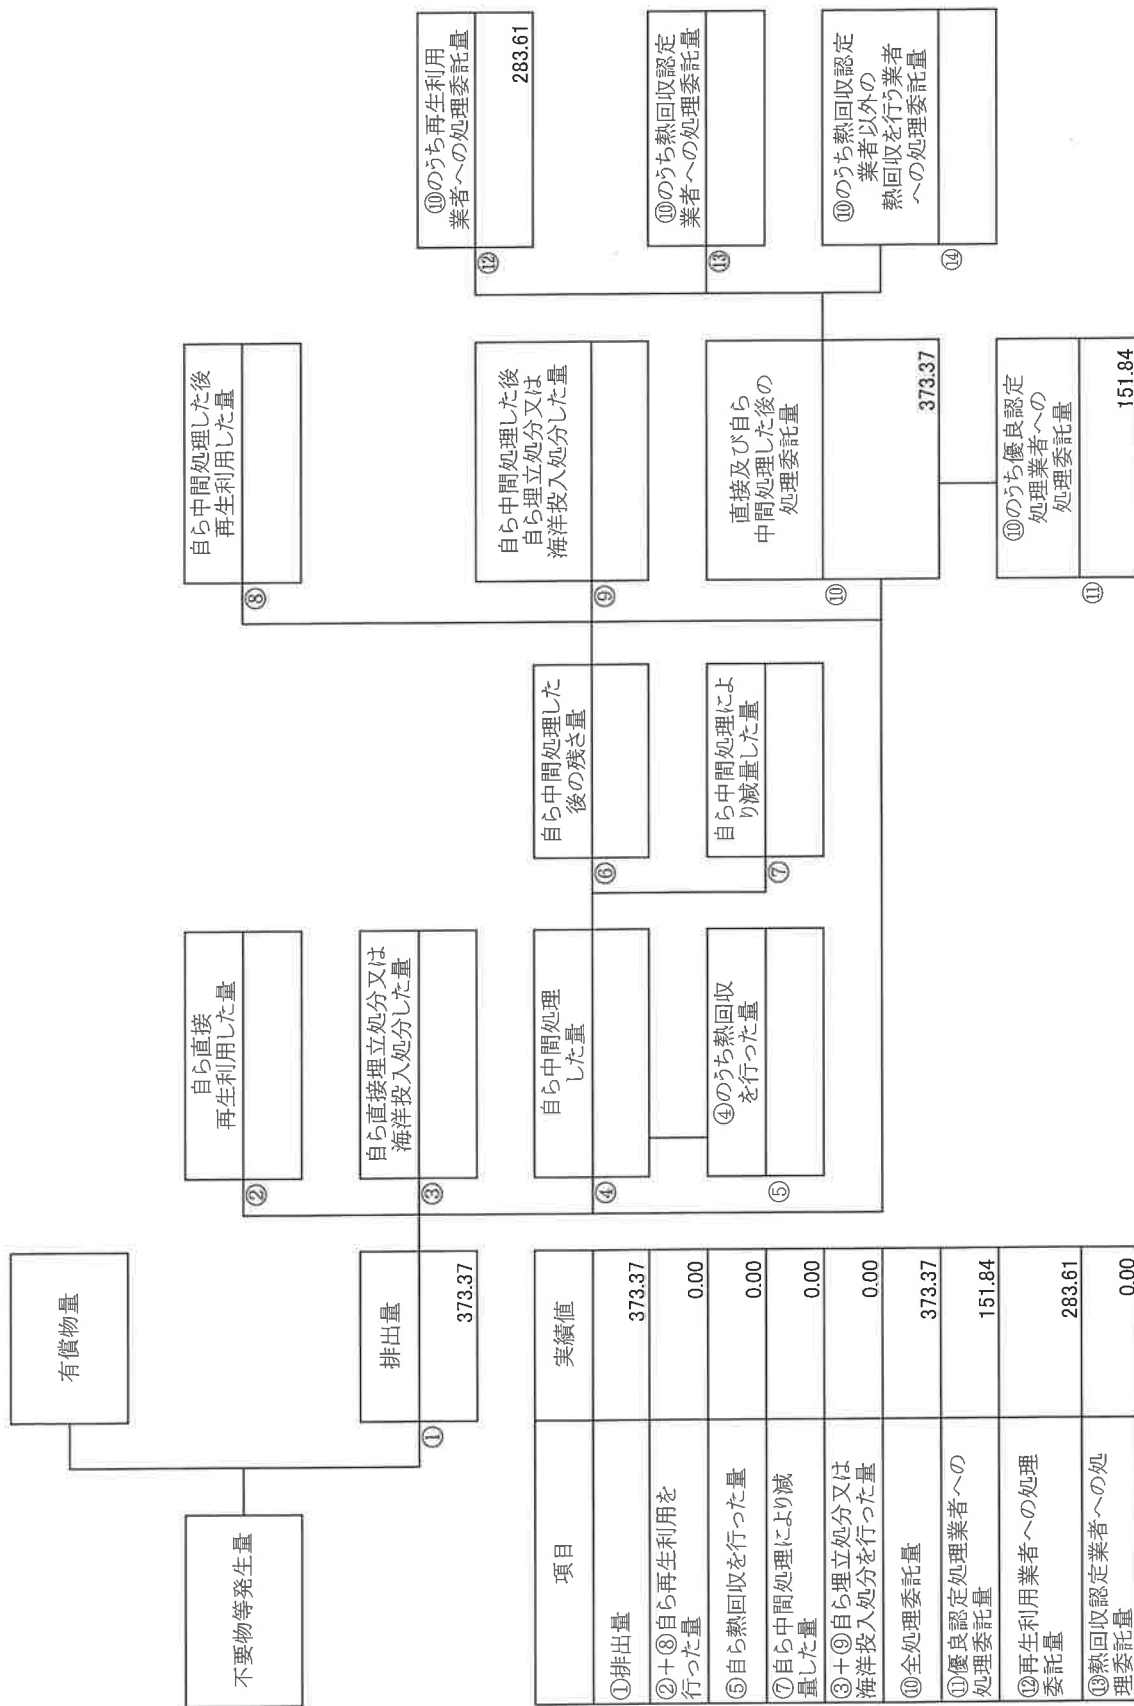 不要物等発生量
有償物量
排出量
①
373.37
②
自ら直接
再生利用した量
③
自ら直接埋立処分又は
海洋投入処分した量
④
自ら中間処理
した量
⑤
④のうち熱回収
を行った量
⑥
自ら中間処理した
後の残さ量
⑦
自ら中間処理によ
り減量した量
⑧
自ら中間処理した後
再生利用した量
⑨
自ら中間処理した後
自ら埋立処分又は
海洋投入処分した量
⑩
直接及び自ら
中間処理した後の
処理委託量
373.37
⑪
⑩のうち優良認定
処理業者への
処理委託量
151.84
⑫
⑩のうち再生利用
業者への処理委託量
283.61
⑬
⑩のうち熱回収認定
業者への処理委託量
⑭
⑩のうち熱回収認定
業者以外の
熱回収を行う業者
への処理委託量
項目
実績値
①排出量
373.37
②+⑧自ら再生利用を
行った量
0.00
⑤自ら熱回収を行った量
0.00
⑦自ら中間処理により減
量した量
0.00
③+⑨自ら埋立処分又は
海洋投入処分を行った量
0.00
⑩全処理委託量
373.37
⑪優良認定処理業者への
処理委託量
151.84
⑫再生利用業者への処理
委託量
283.61
⑬熱回収認定業者への処
理委託量
0.00